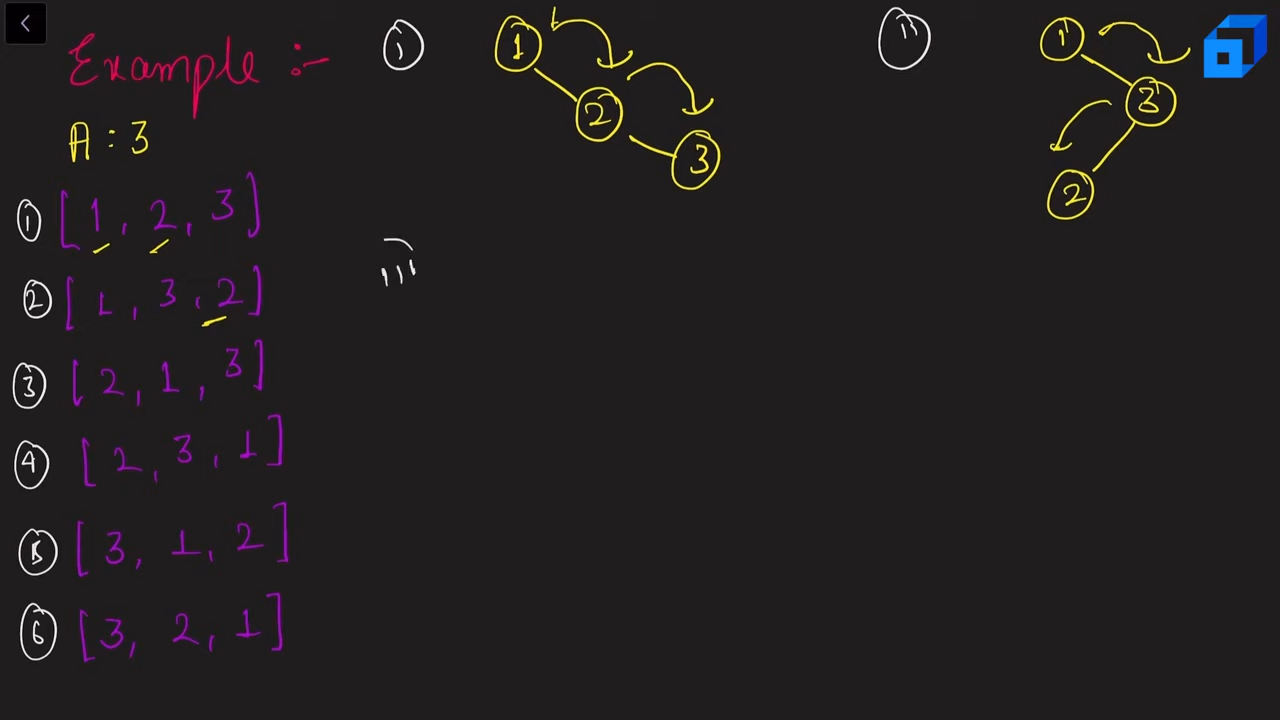 Example :-
A : 3
① [ 1 , 2 , 3 ]
② [ 1 , 3 , 2 ]
③ [ 2 , 1 , 3 ]
④ [ 2 , 3 , 1 ]
⑤ [ 3 , 1 , 2 ]
⑥ [ 3 , 2 , 1 ]
i
1
2
3
ii
1
3
2
iii